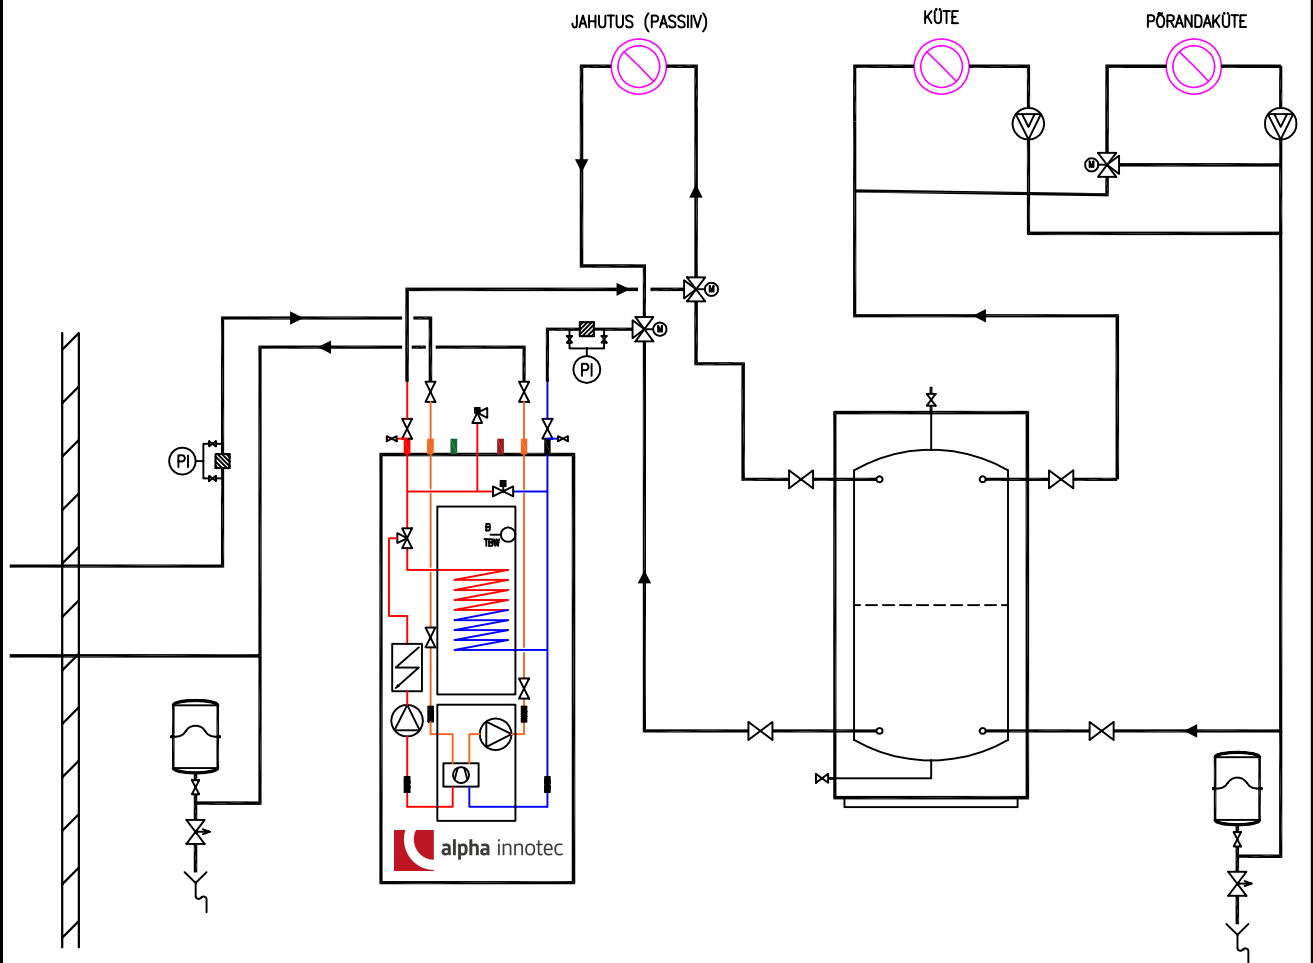 JAHUTUS (PASSIIV)
KÜTE
PÕRANDAKÜTE
M
M
M
PI
PI
B
TBW
alpha innotec